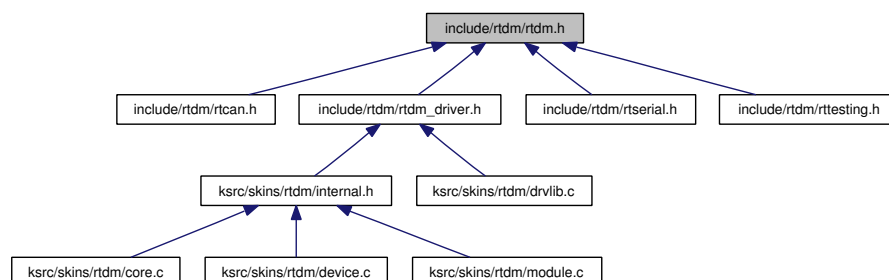 include/rtdm/rtdm.h
include/rtdm/rtcan.h
include/rtdm/rtdm_driver.h
include/rtdm/rtserial.h
include/rtdm/rttesting.h
ksrc/skins/rtdm/internal.h
ksrc/skins/rtdm/drvlib.c
ksrc/skins/rtdm/core.c
ksrc/skins/rtdm/device.c
ksrc/skins/rtdm/module.c